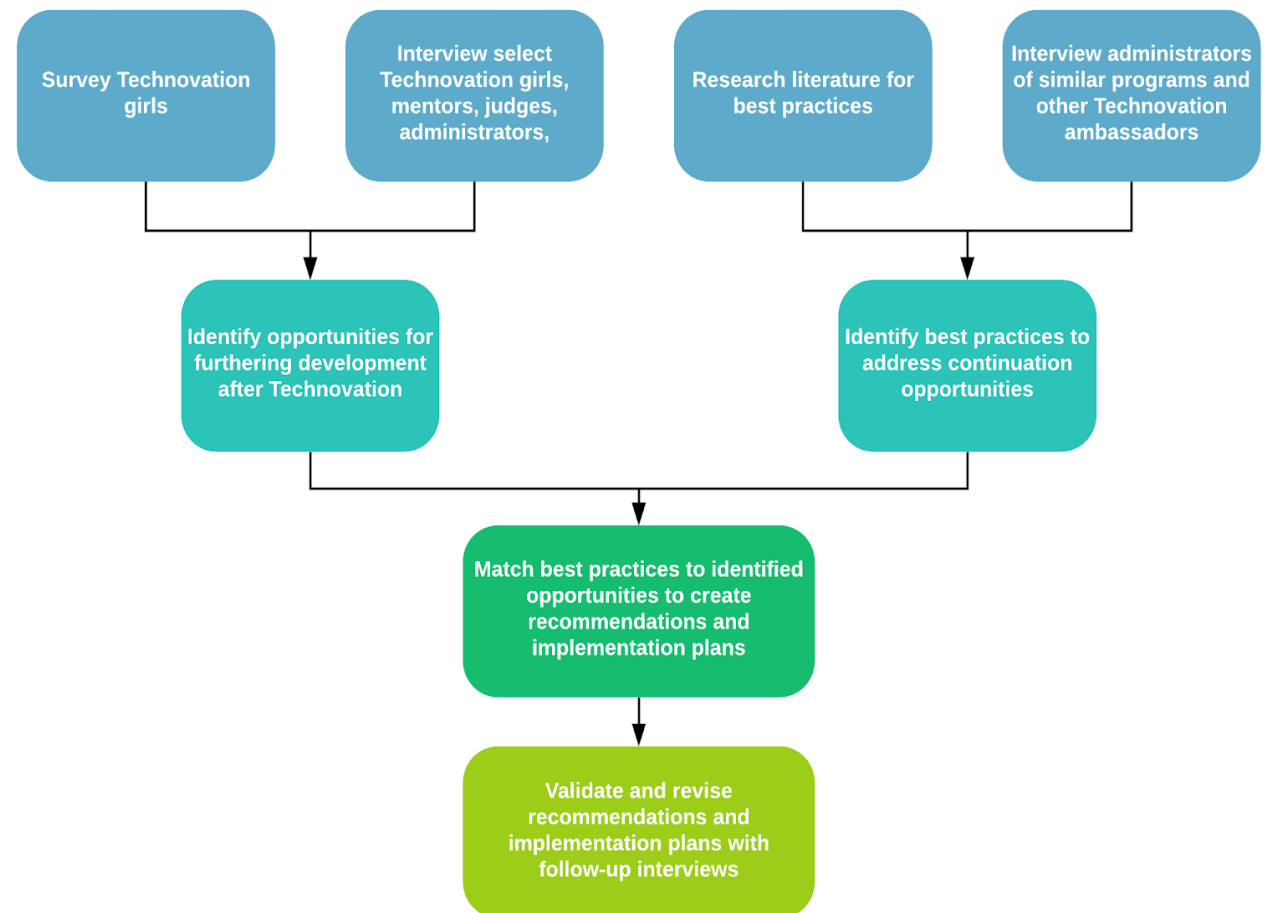 Survey Technovation
girls
Interview select
Technovation girls,
mentors, judges,
administrators,
Research literature for
best practices
Interview administrators
of similar programs and
other Technovation
ambassadors
Identify opportunities for
furthering development
after Technovation
Identify best practices to
address continuation
opportunities
Match best practices to identified
opportunities to create
recommendations and
implementation plans
Validate and revise
recommendations and
implementation plans with
follow-up interviews